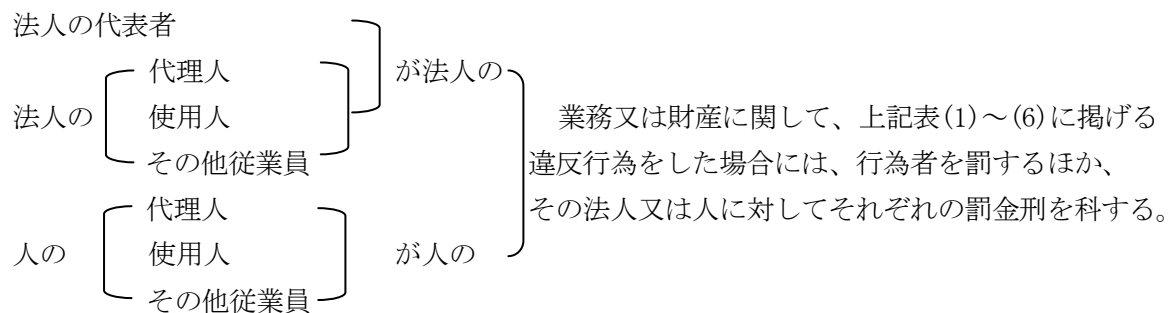 法人の代表者
代理人 が法人の
法人の 使用人 業務又は財産に関して、上記表(1)～(6)に掲げる
その他従業員 違反行為をした場合には、行為者を罰するほか、
代理人 その法人又は人に対してそれぞれの罰金刑を科する。
人の 使用人 が人の
その他従業員